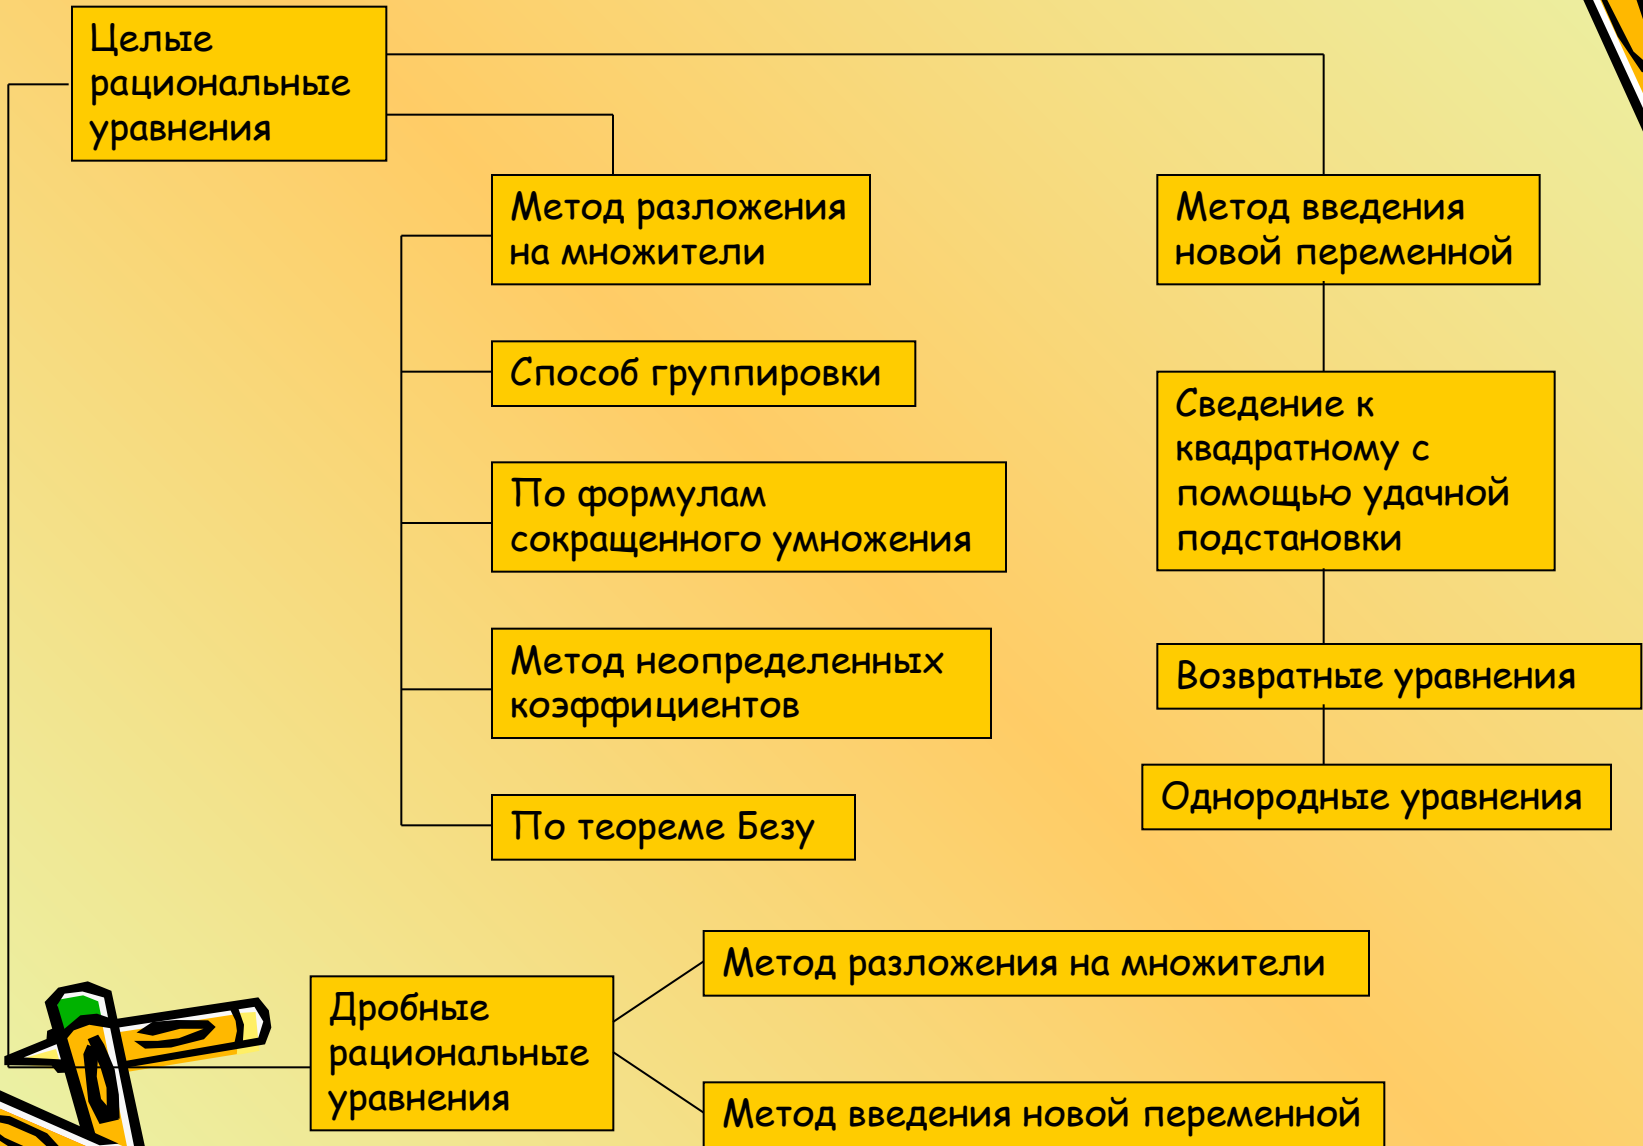 Целые
рациональные
уравнения
Метод разложения
на множители
Метод введения
новой переменной
Способ группировки
Сведение к
квадратному с
помощью удачной
подстановки
По формулам
сокращенного умножения
Метод неопределенных
коэффициентов
Возвратные уравнения
Однородные уравнения
По теореме Безу
Метод разложения на множители
Дробные
рациональные
уравнения
Метод введения новой переменной